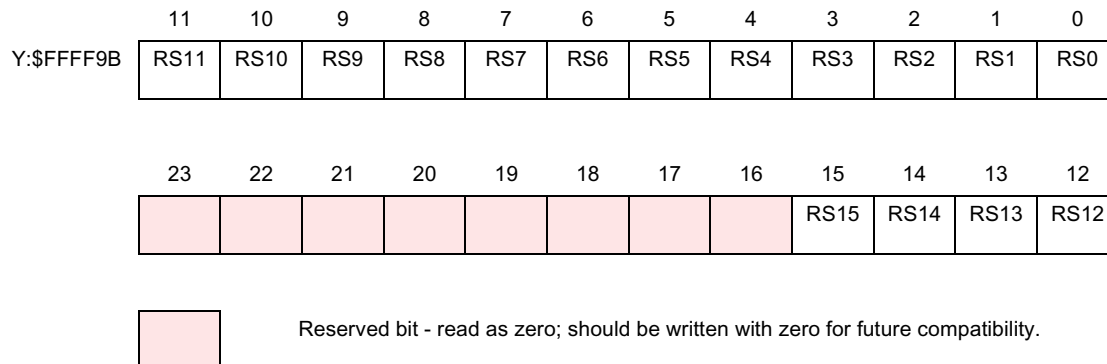 11 10 9 8 7 6 5 4 3 2 1 0
Y:$FFFF9B RS11 RS10 RS9 RS8 RS7 RS6 RS5 RS4 RS3 RS2 RS1 RS0
23 22 21 20 19 18 17 16 15 14 13 12
RS15 RS14 RS13 RS12
Reserved bit - read as zero; should be written with zero for future compatibility.